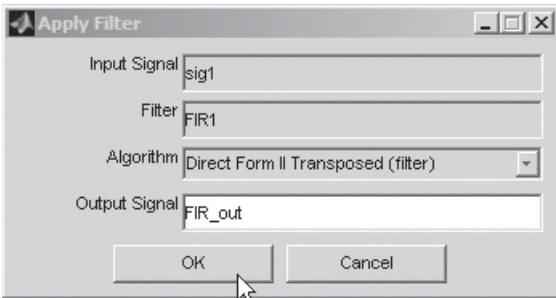 Apply Filter
Input Signal sig1
Filter FIR1
Algorithm Direct Form II Transposed (filter)
Output Signal FIR_out
OK Cancel